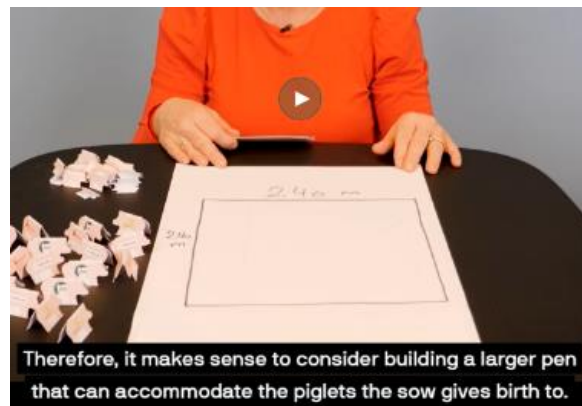 2.40 m
m
Therefore, it makes sense to consider building a larger pen
that can accommodate the piglets the sow gives birth to.